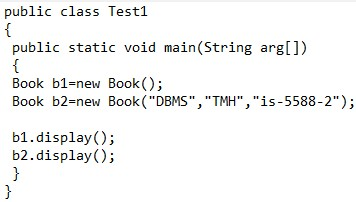 public class Test1
{
public static void main(String arg[])
{
Book b1=new Book();
Book b2=new Book("DBMS","TMH","is-5588-2");
b1.display();
b2.display();
}
}